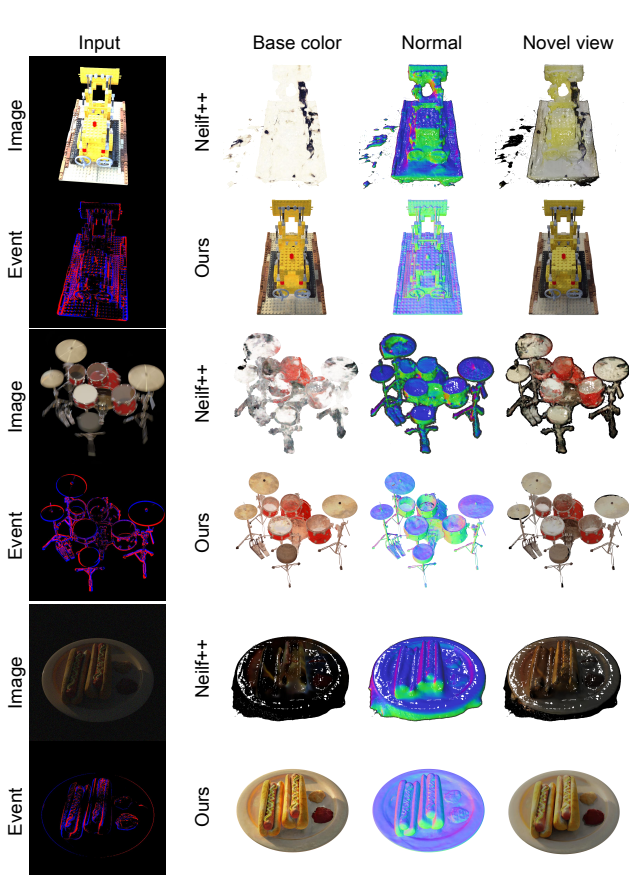 Input
Base color
Normal
Novel view
Image
Neilf++
Event
Ours
Image
Neilf++
Event
Ours
Image
Neilf++
Event
Ours